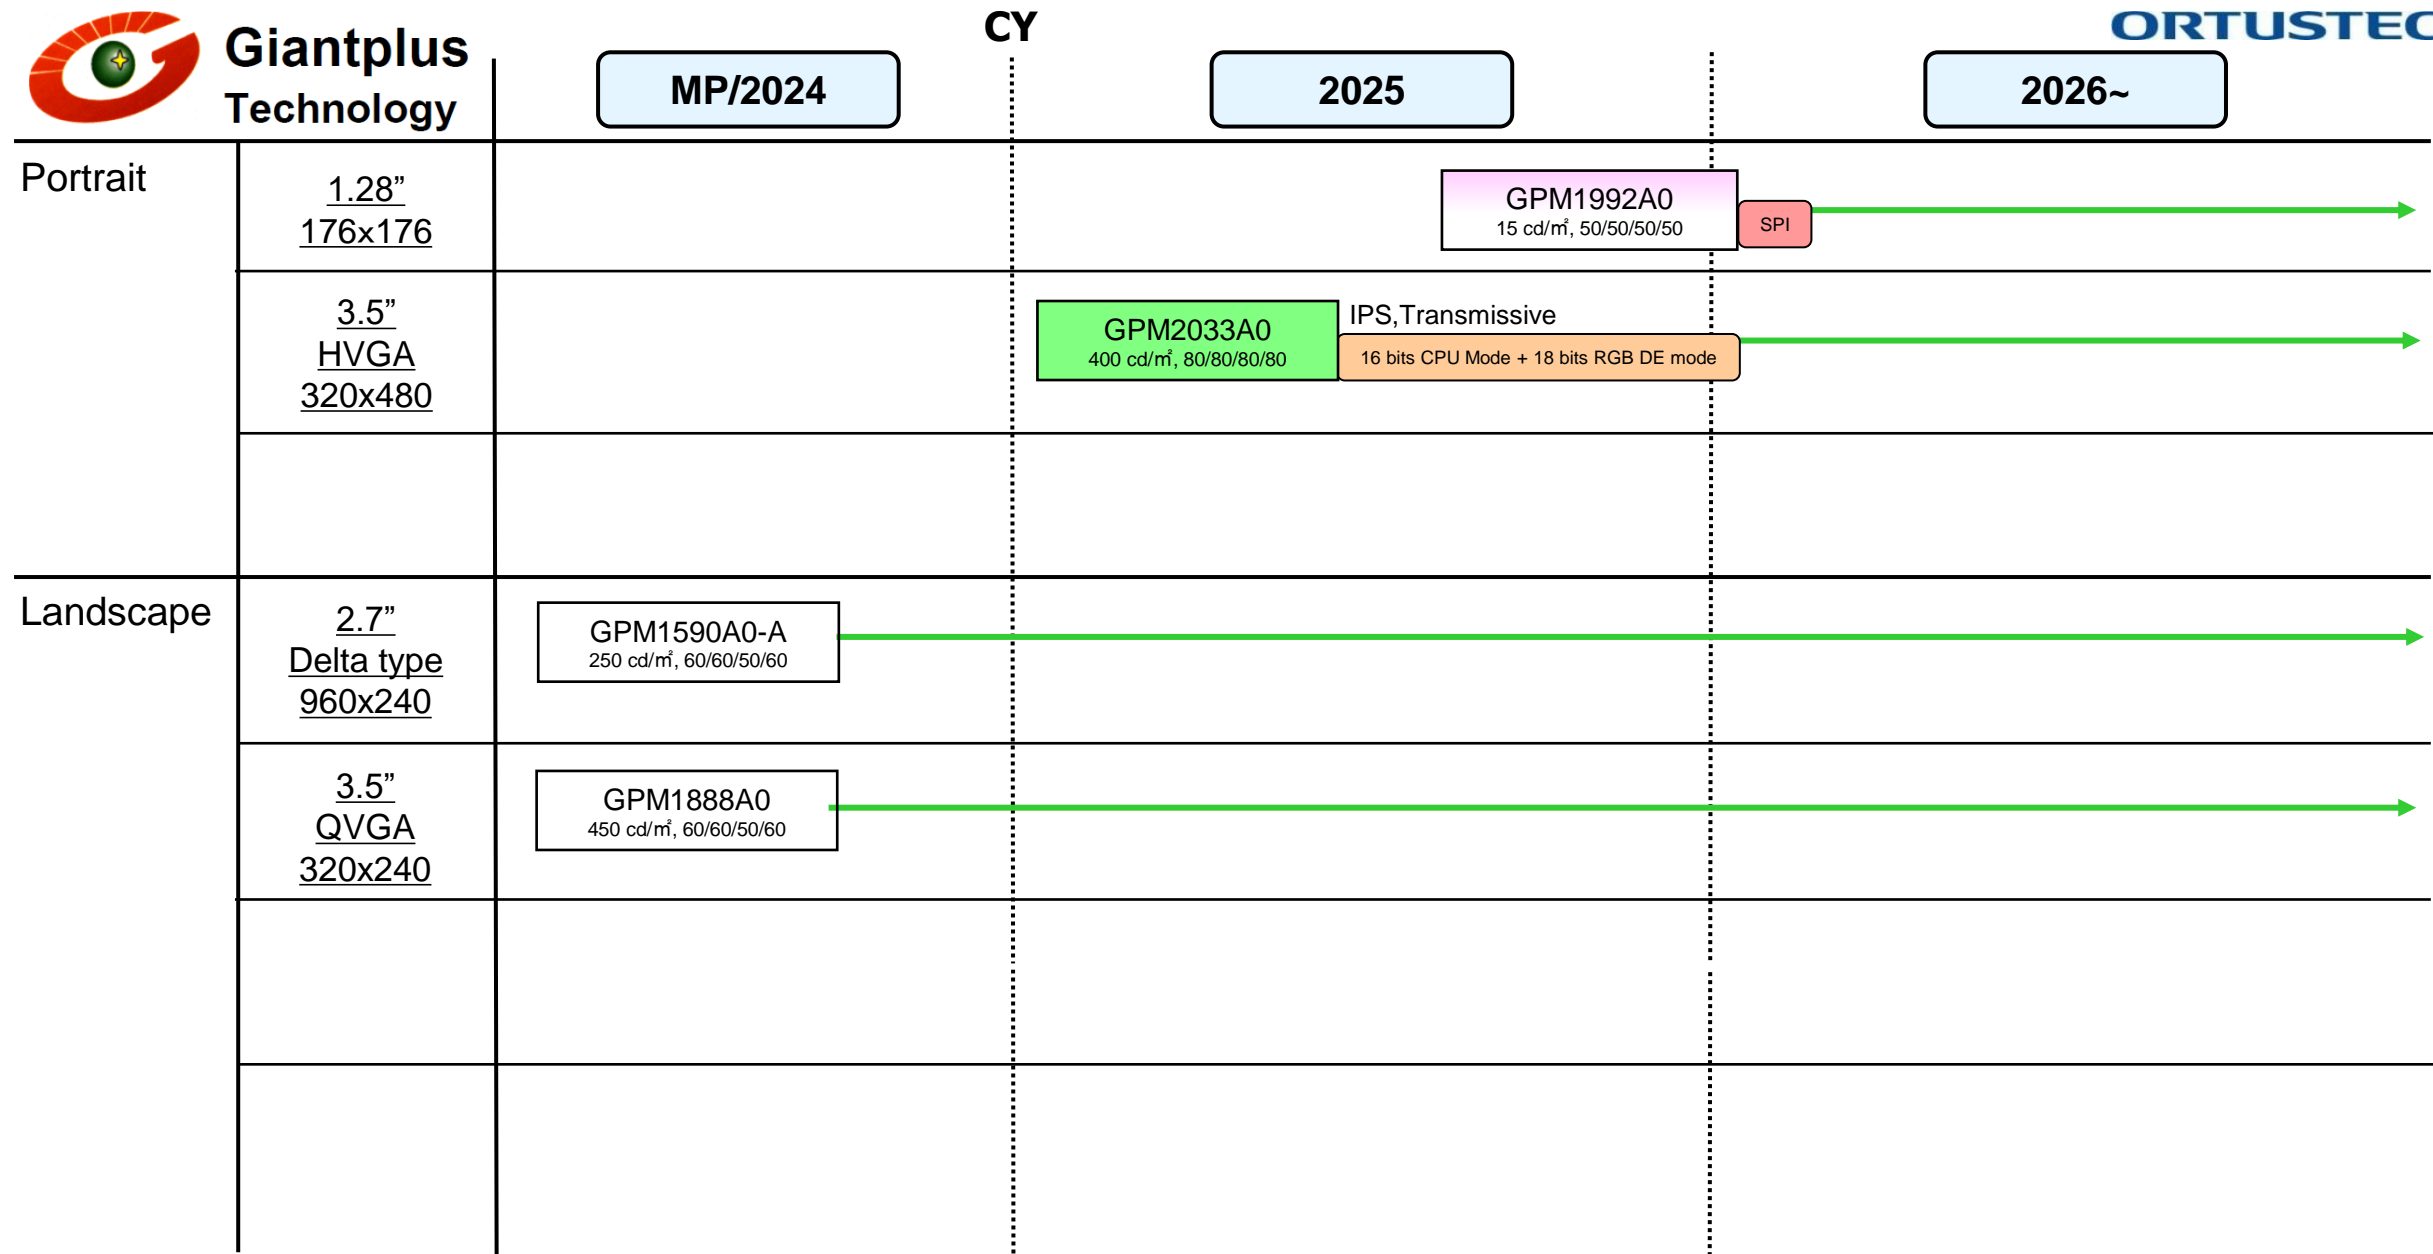 Giantplus
Technology
CY
ORTUSTEC
MP/2024
2025
2026~
Portrait
1.28”
176x176
GPM1992A0
15 cd/㎡, 50/50/50/50
SPI
3.5”
HVGA
320x480
GPM2033A0
400 cd/㎡, 80/80/80/80
IPS,Transmissive
16 bits CPU Mode + 18 bits RGB DE mode
Landscape
2.7”
Delta type
960x240
GPM1590A0-A
250 cd/㎡, 60/60/50/60
3.5”
QVGA
320x240
GPM1888A0
450 cd/㎡, 60/60/50/60